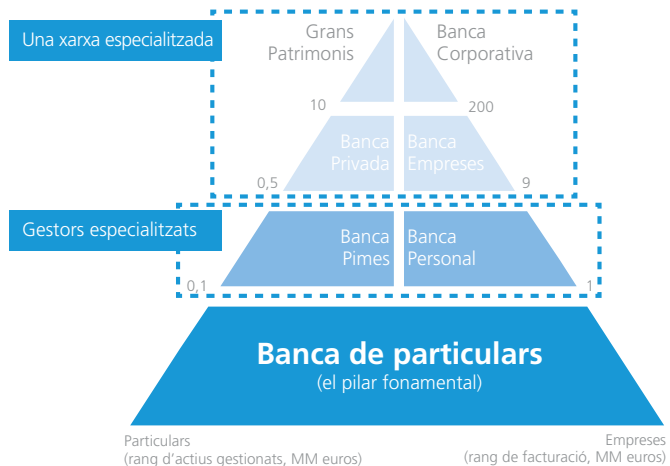 Una xarxa especialitzada
Grans
Patrimonis
Banca
Corporativa
10
200
Banca
Privada
Banca
Empreses
0,5
9
Gestors especialitzats
Banca
Pimes
Banca
Personal
0,1
1
Banca de particulars
(el pilar fonamental)
Particulars
(rang d’actius gestionats, MM euros)
Empreses
(rang de facturació, MM euros)